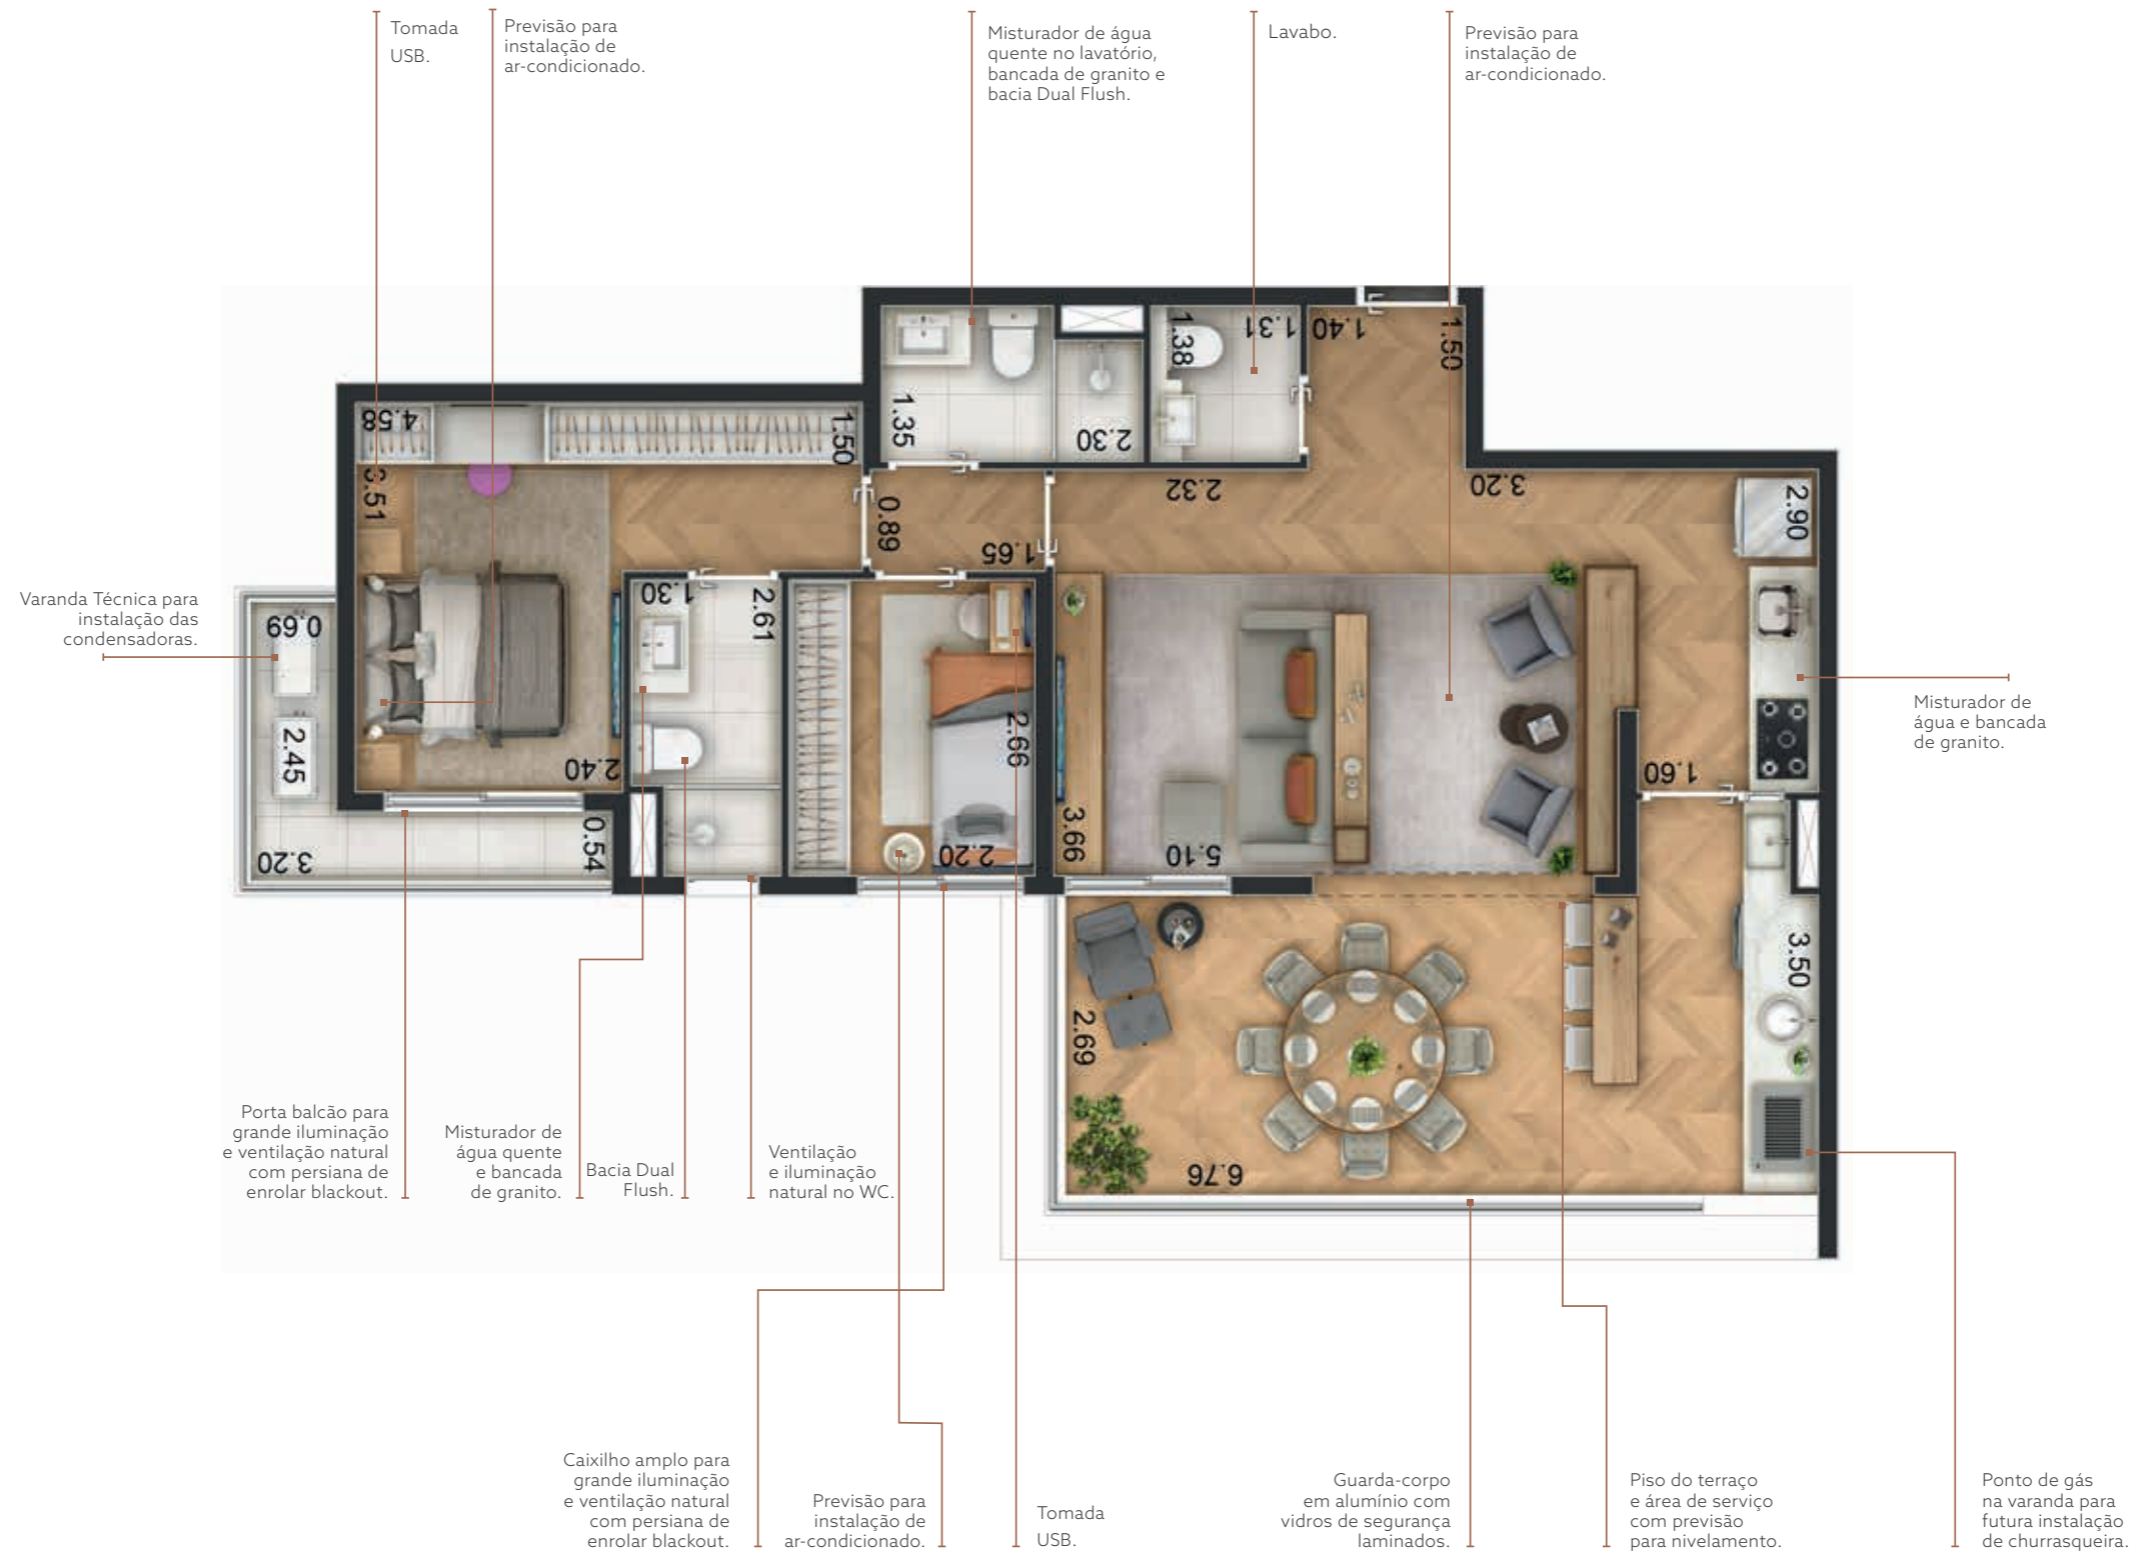 Tomada
USB.
Previsão para
instalação de
ar-condicionado.
Misturador de água
quente no lavatório,
bancada de granito e
bacia Dual Flush.
Lavabo.
Previsão para
instalação de
ar-condicionado.
1.38
1.31
1.40
1.50
4.58
1.50
1.35
2.30
3.51
0.89
1.65
2.32
3.20
2.90
Varanda Técnica para
instalação das
condensadoras.
0.69
2.45
3.20
0.54
2.40
1.30
2.61
2.66
2.20
3.66
5.10
1.60
Misturador de
água e bancada
de granito.
3.50
2.69
6.76
Porta balcão para
grande iluminação
e ventilação natural
com persiana de
enrolar blackout.
Misturador de
água quente
e bancada
de granito.
Bacia Dual
Flush.
Ventilação
e iluminação
natural no WC.
Caixilho amplo para
grande iluminação
e ventilação natural
com persiana de
enrolar blackout.
Previsão para
instalação de
ar-condicionado.
Tomada
USB.
Guarda-corpo
em alumínio com
vidros de segurança
laminados.
Piso do terraço
e área de serviço
com previsão
para nivelamento.
Ponto de gás
na varanda para
futura instalação
de churrasqueira.